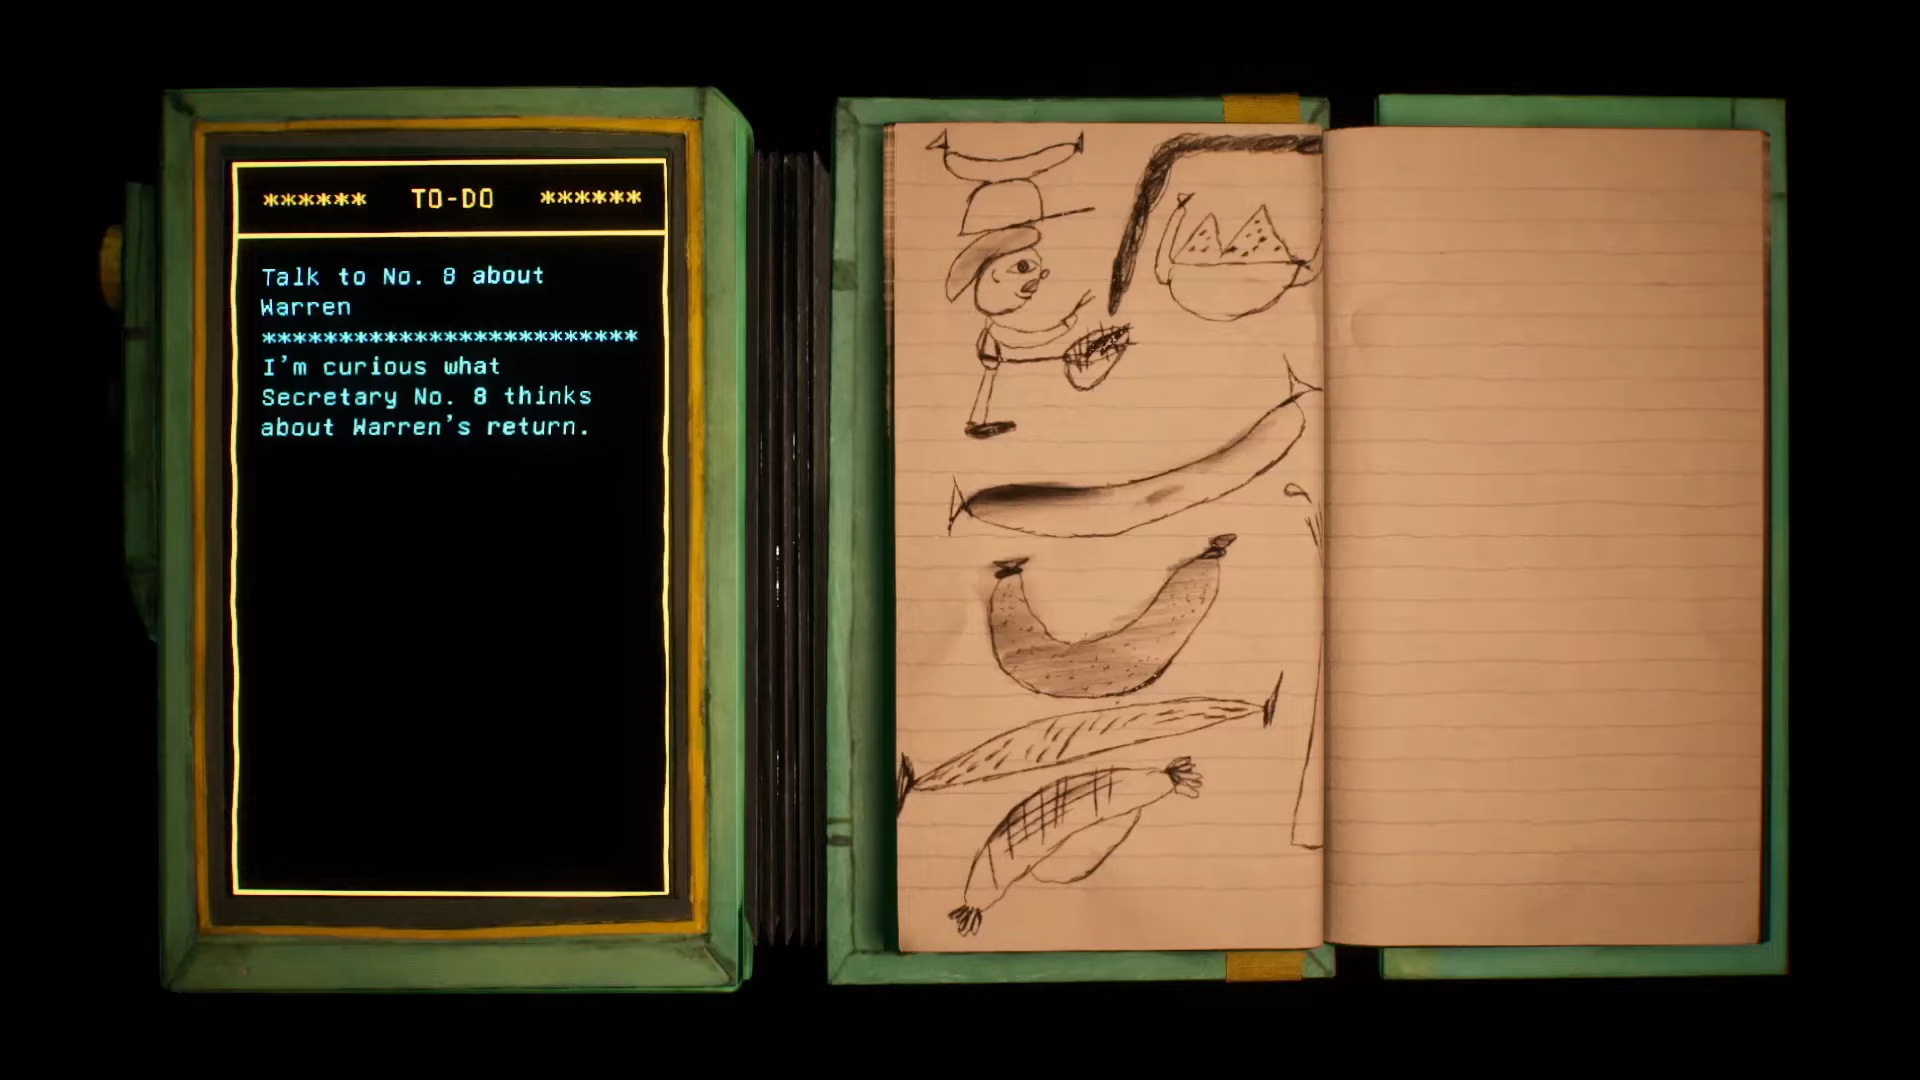 ****** TO-DO ******
Talk to No. 8 about
Warren
*************************
I'm curious what
Secretary No. 8 thinks
about Warren's return.